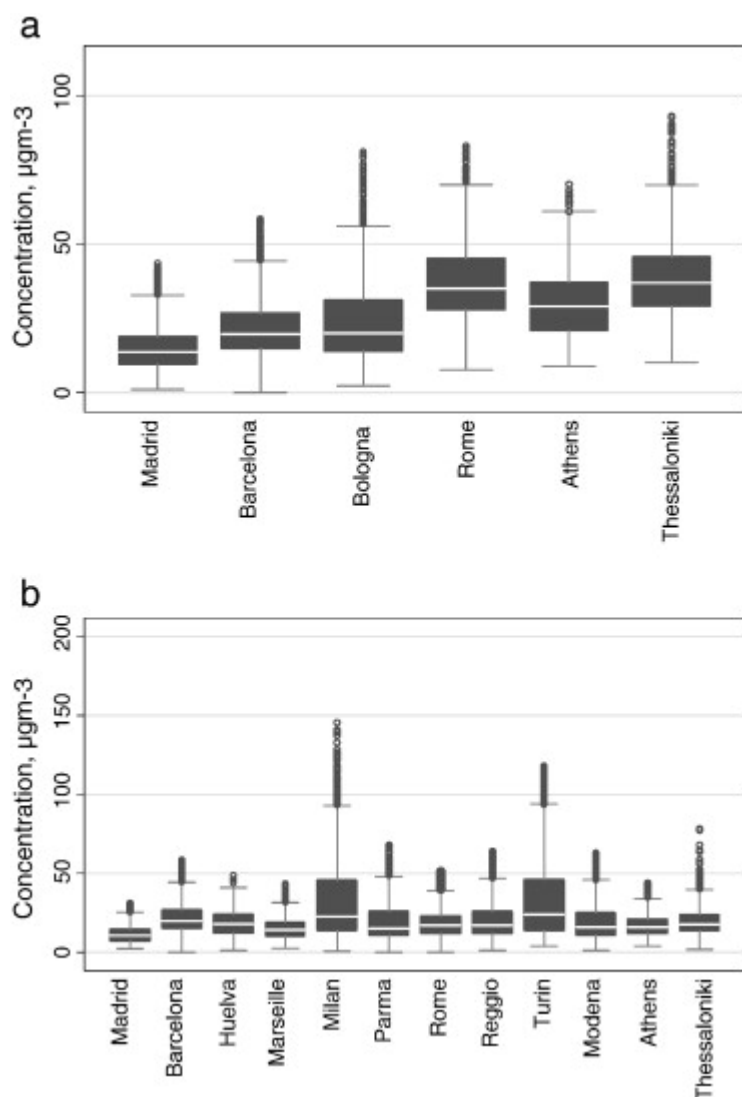 a
Concentration, µgm-3
100
50
0
Madrid
Barcelona
Bologna
Rome
Athens
Thessaloniki
b
Concentration, µgm-3
200
150
100
50
0
Madrid
Barcelona
Huelva
Marseille
Milan
Parma
Rome
Reggio
Turin
Modena
Athens
Thessaloniki